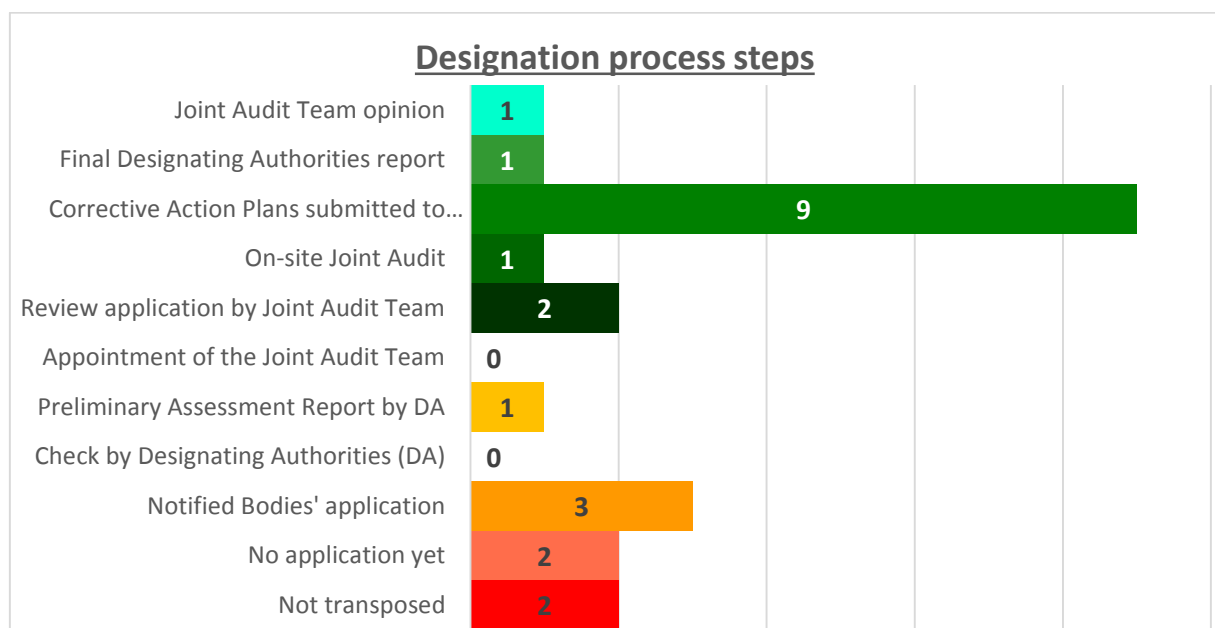 Designation process steps
Joint Audit Team opinion 1
Final Designating Authorities report 1
Corrective Action Plans submitted to... 9
On-site Joint Audit 1
Review application by Joint Audit Team 2
Appointment of the Joint Audit Team 0
Preliminary Assessment Report by DA 1
Check by Designating Authorities (DA) 0
Notified Bodies' application 3
No application yet 2
Not transposed 2